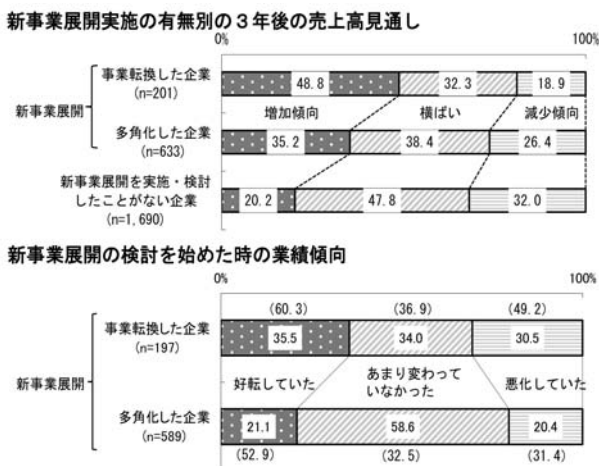 新事業展開実施の有無別の３年後の売上高見通し
0% 100%
事業転換した企業
(n=201)
48.8 32.3 18.9
新事業展開
増加傾向 横ばい 減少傾向
多角化した企業
(n=633)
35.2 38.4 26.4
新事業展開を実施・検討
したことがない企業
(n=1,690)
20.2 47.8 32.0
新事業展開の検討を始めた時の業績傾向
0% 100%
(60.3) (36.9) (49.2)
事業転換した企業
(n=197)
35.5 34.0 30.5
新事業展開
好転していた あまり変わって
いなかった 悪化していた
多角化した企業
(n=589)
21.1 58.6 20.4
(52.9) (32.5) (31.4)